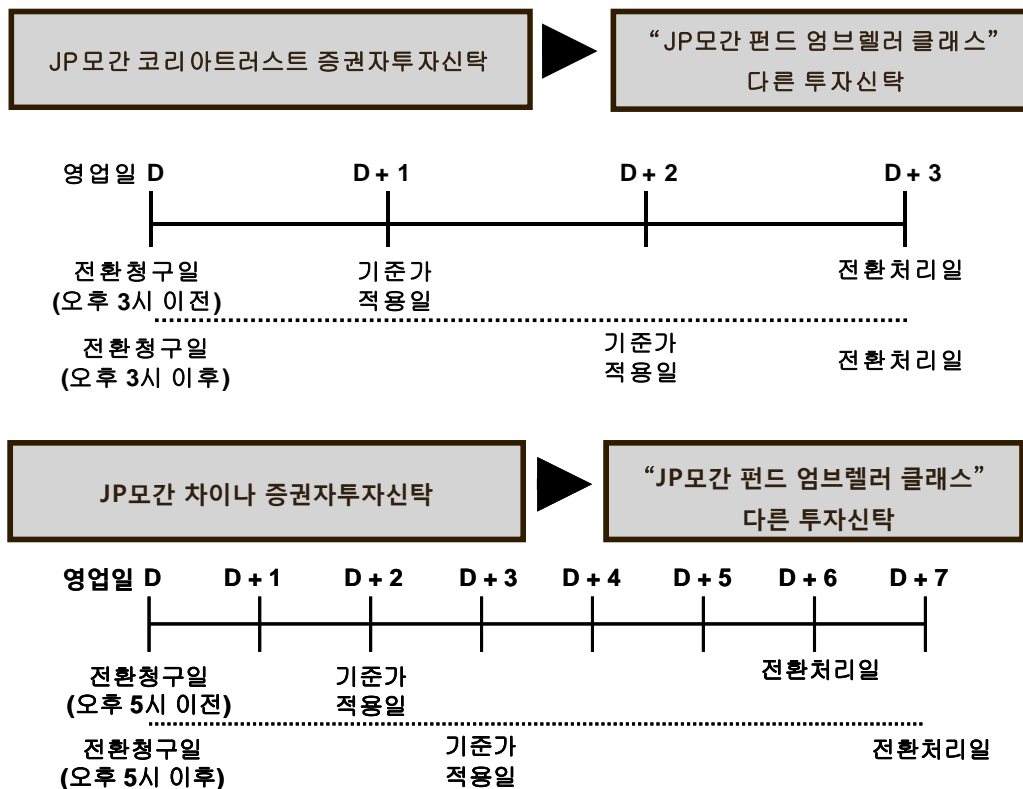 JP모간 코리아트러스트 증권자투자신탁
“JP모간 펀드 엄브렐러 클래스”
다른 투자신탁
영업일 D D + 1 D + 2 D + 3
전환청구일 기준가 전환처리일
(오후 3시 이전) 적용일
전환청구일 기준가 전환처리일
(오후 3시 이후) 적용일
JP모간 차이나 증권자투자신탁
“JP모간 펀드 엄브렐러 클래스”
다른 투자신탁
영업일 D D + 1 D + 2 D + 3 D + 4 D + 5 D + 6 D + 7
전환청구일 기준가 전환처리일
(오후 5시 이전) 적용일
전환청구일 기준가 전환처리일
(오후 5시 이후) 적용일